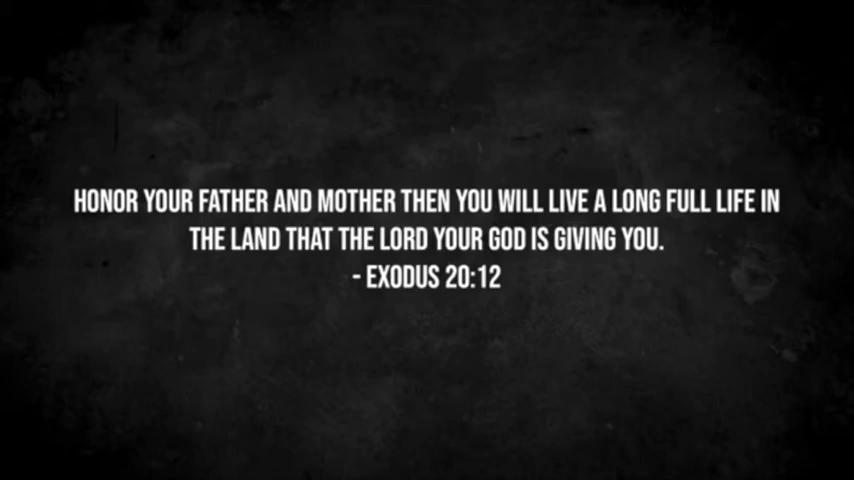 HONOR YOUR FATHER AND MOTHER THEN YOU WILL LIVE A LONG FULL LIFE IN
THE LAND THAT THE LORD YOUR GOD IS GIVING YOU.
- EXODUS 20:12